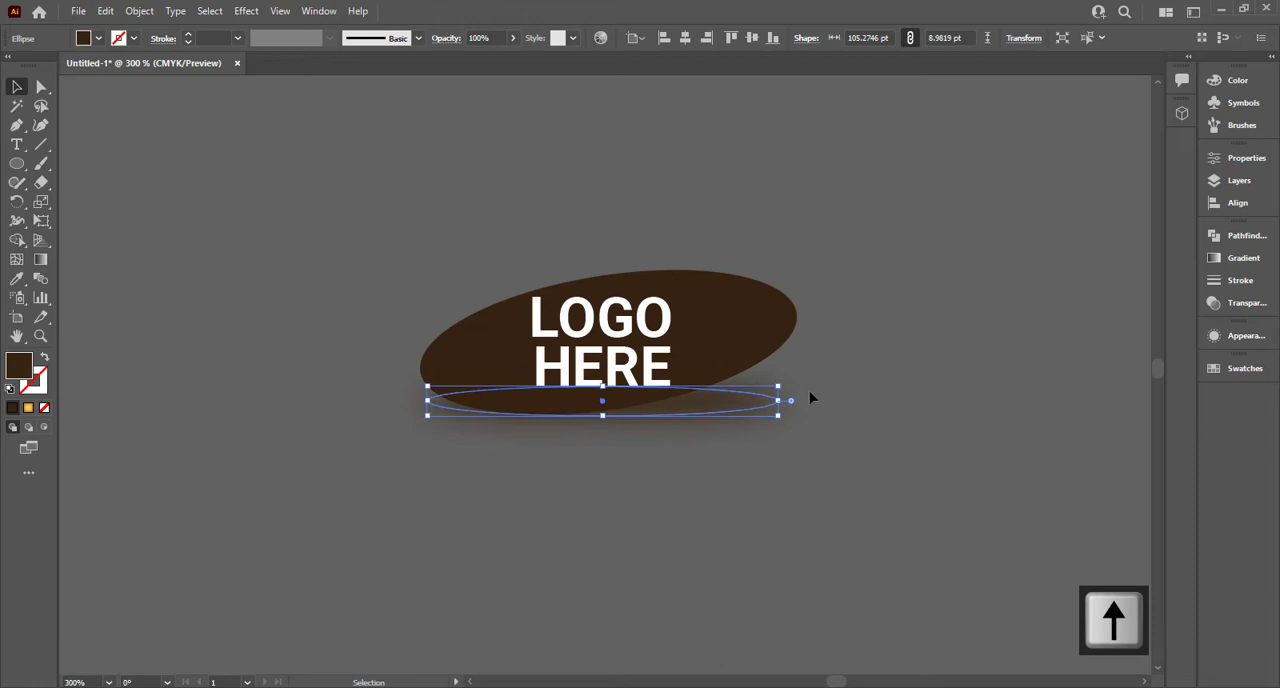 Ai File Edit Object Type Select Effect View Window Help
Ellipse Stroke: Basic Opacity: 100% Style: Shape: 105.2746 pt 8.9819 pt Transform
Untitled-1* @ 300 % (CMYK/Preview) ×
Color
Symbols
Brushes
Properties
Layers
Align
Pathfind...
Gradient
Stroke
Transpar...
Appeara...
Swatches
LOGO
HERE
300% 0° 1 Selection